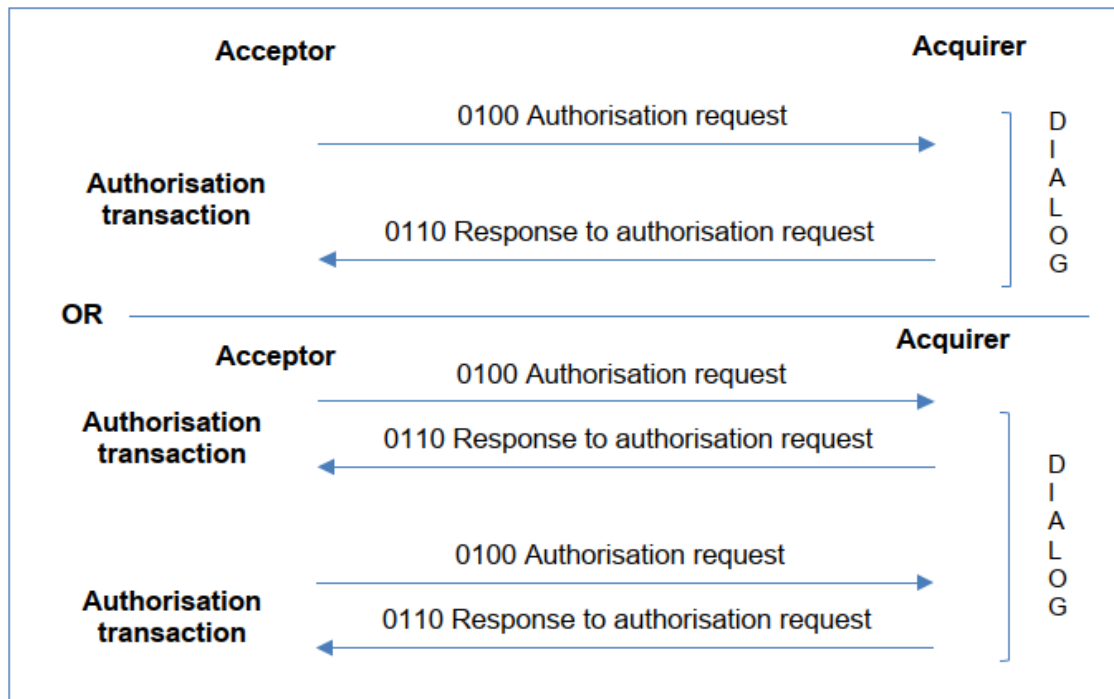 Acceptor
Acquirer
0100 Authorisation request
Authorisation
transaction
0110 Response to authorisation request
D
I
A
L
O
G
OR
Acceptor
Acquirer
0100 Authorisation request
Authorisation
transaction
0110 Response to authorisation request
0100 Authorisation request
Authorisation
transaction
0110 Response to authorisation request
D
I
A
L
O
G